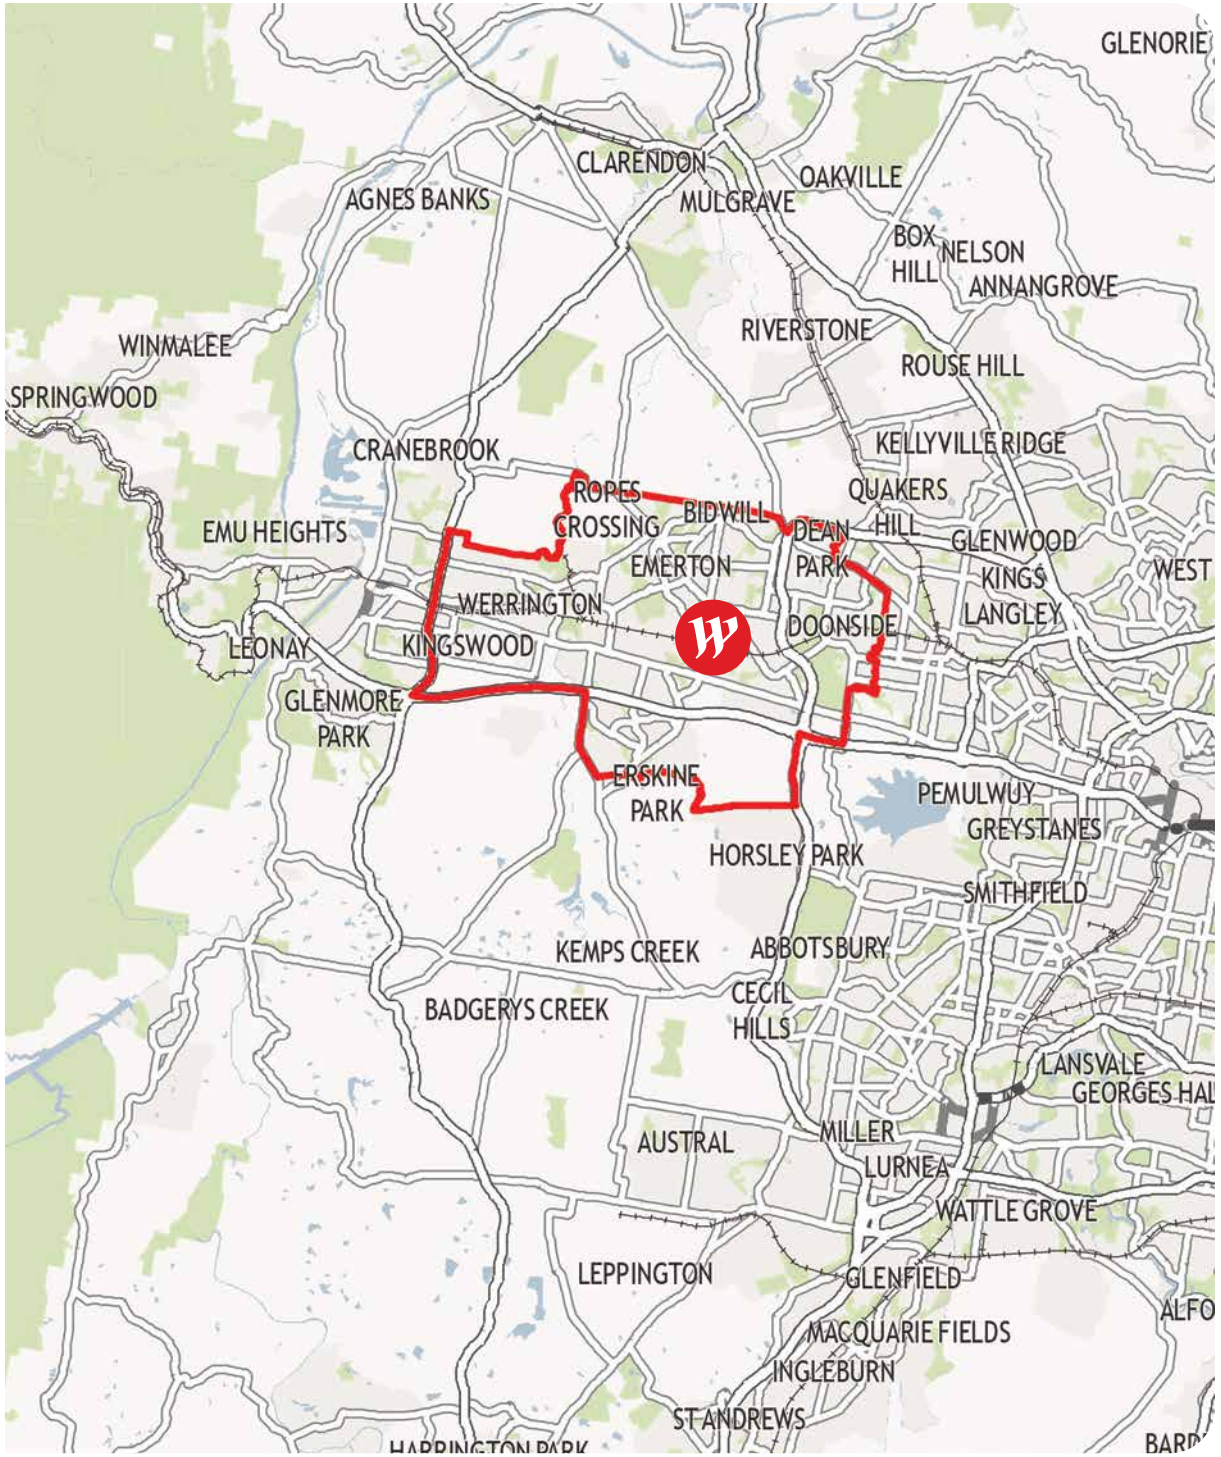 GLENORIE
CLARENDON
OAKVILLE
AGNES BANKS
MULGRAVE
BOX
HILL
NELSON
ANNANGROVE
RIVERSTONE
WINMALEE
ROUSE HILL
SPRINGWOOD
CRANEBROOK
KELLYVILLE RIDGE
ROPES
CROSSING
BIDWILL
QUAKERS
HILL
EMU HEIGHTS
DEAN
PARK
GLENWOOD
EMERTON
KINGS
LANGLEY
WEST
WERRINGTON
DOONSIDE
W
LEONAY
KINGSWOOD
GLENMORE
PARK
ERSKINE
PARK
PEMULWUY
GREYSTANES
HORSLEY PARK
SMITHFIELD
KEMPS CREEK
ABBOTSBURY
BADGERYS CREEK
CECIL
HILLS
LANSVALE
GEORGES HAL
AUSTRAL
MILLER
LURNEA
WATTLE GROVE
LEPPINGTON
GLENFIELD
ALFO
MACQUARIE FIELDS
INGLEBURN
ST ANDREWS
HARRINGTON PARK
BARD